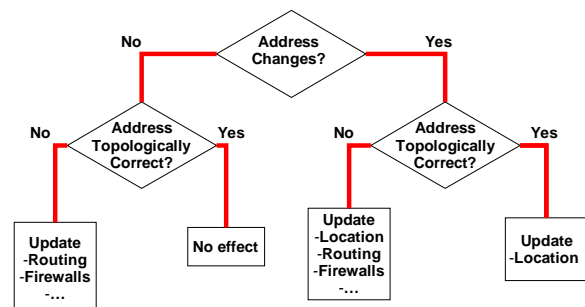 Address
Changes?
No
Yes
Address
Topologically
Correct?
No
Yes
Address
Topologically
Correct?
No
Yes
Update
-Routing
-Firewalls
-...
No effect
Update
-Location
-Routing
-Firewalls
-...
Update
-Location